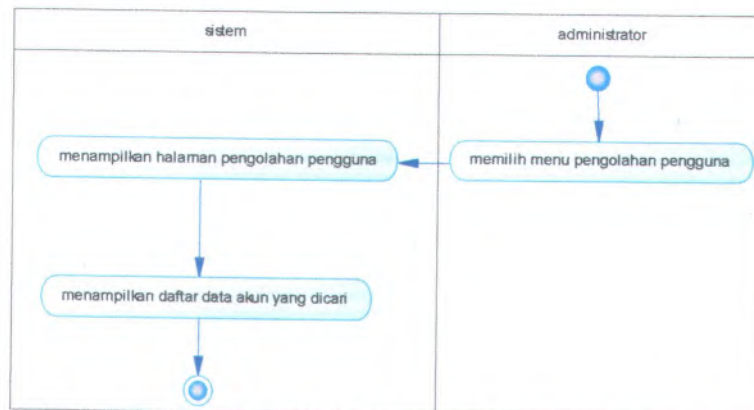 sistem
administrator
menampilkan halaman pengolahan pengguna
memilih menu pengolahan pengguna
menampilkan daftar data akun yang dicari